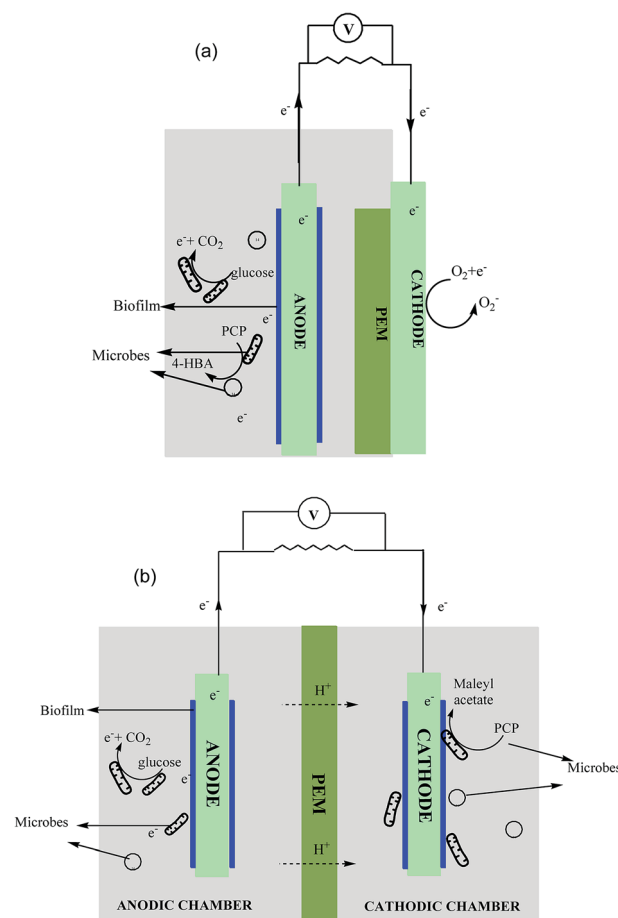 (a)
V
e-
e-
e-
e-
e-+ CO2
glucose
O2+e-
O2-
Biofilm
e-
ANODE
PEM
CATHODE
PCP
Microbes
4-HBA
e-
(b)
V
e-
e-
e-
H+
e-
Maleyl
acetate
Biofilm
PCP
e-+ CO2
glucose
e-
ANODE
PEM
CATHODE
Microbes
Microbes
e-
H+
ANODIC CHAMBER
CATHODIC CHAMBER